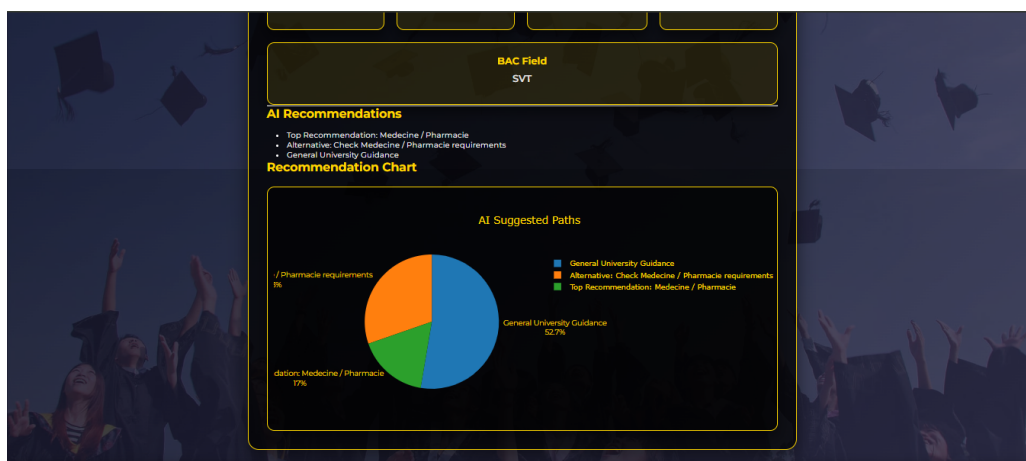 BAC Field
SVT
AI Recommendations
Top Recommendation: Medecine / Pharmacie
Alternative: Check Medecine / Pharmacie requirements
General University Guidance
Recommendation Chart
AI Suggested Paths
General University Guidance
Alternative: Check Medecine / Pharmacie requirements
Top Recommendation: Medecine / Pharmacie
/ Pharmacie requirements
General University Guidance
52.7%
dation: Medecine / Pharmacie
17%